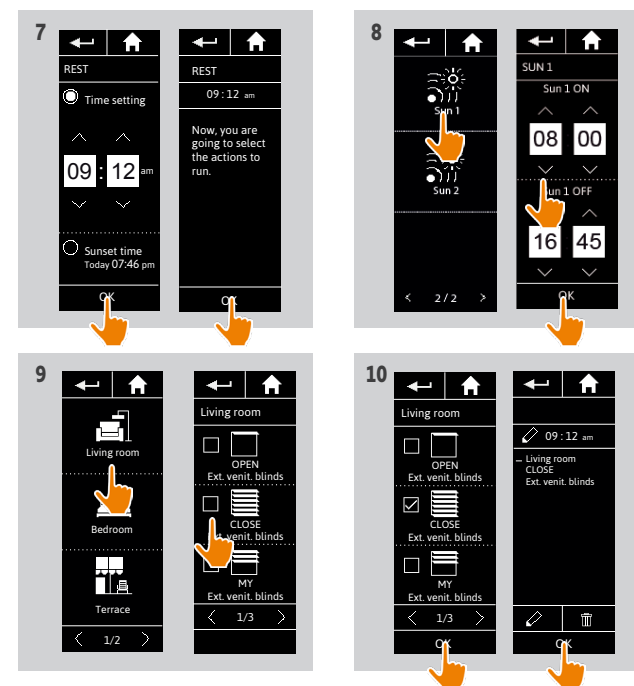 7
REST
Time setting
09 : 12 am
Sunset time
Today 07:46 pm
OK
REST
09 : 12 am
Now, you are
going to select
the actions to
run.
OK
8
Sun 1
Sun 2
< 2 / 2 >
SUN 1
Sun 1 ON
08 00
Sun 1 OFF
16 45
OK
9
Living room
Bedroom
Terrace
< 1/2 >
Living room
OPEN
Ext. venit. blinds
CLOSE
Ext. venit. blinds
MY
Ext. venit. blinds
< 1/3 >
10
Living room
OPEN
Ext. venit. blinds
CLOSE
Ext. venit. blinds
MY
Ext. venit. blinds
< 1/3 >
OK
09 : 12 am
– Living room
CLOSE
Ext. venit. blinds
OK